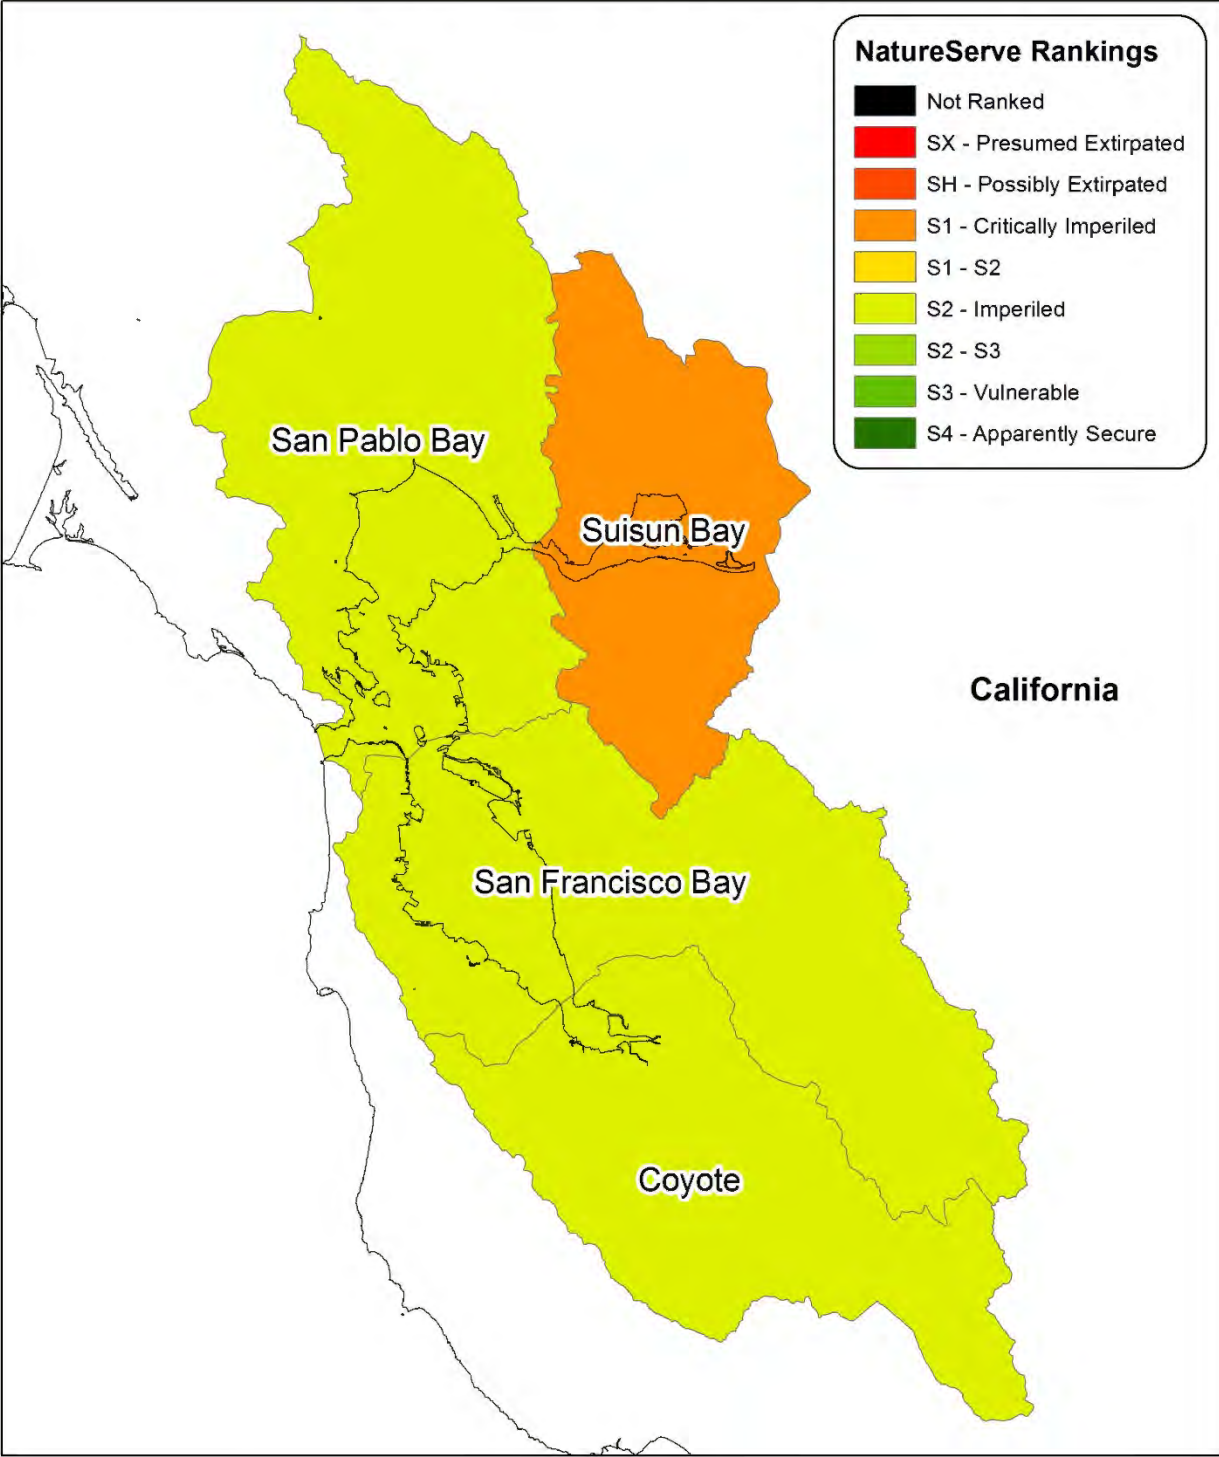 NatureServe Rankings
Not Ranked
SX - Presumed Extirpated
SH - Possibly Extirpated
S1 - Critically Imperiled
S1 - S2
S2 - Imperiled
S2 - S3
S3 - Vulnerable
S4 - Apparently Secure
San Pablo Bay
Suisun Bay
California
San Francisco Bay
Coyote